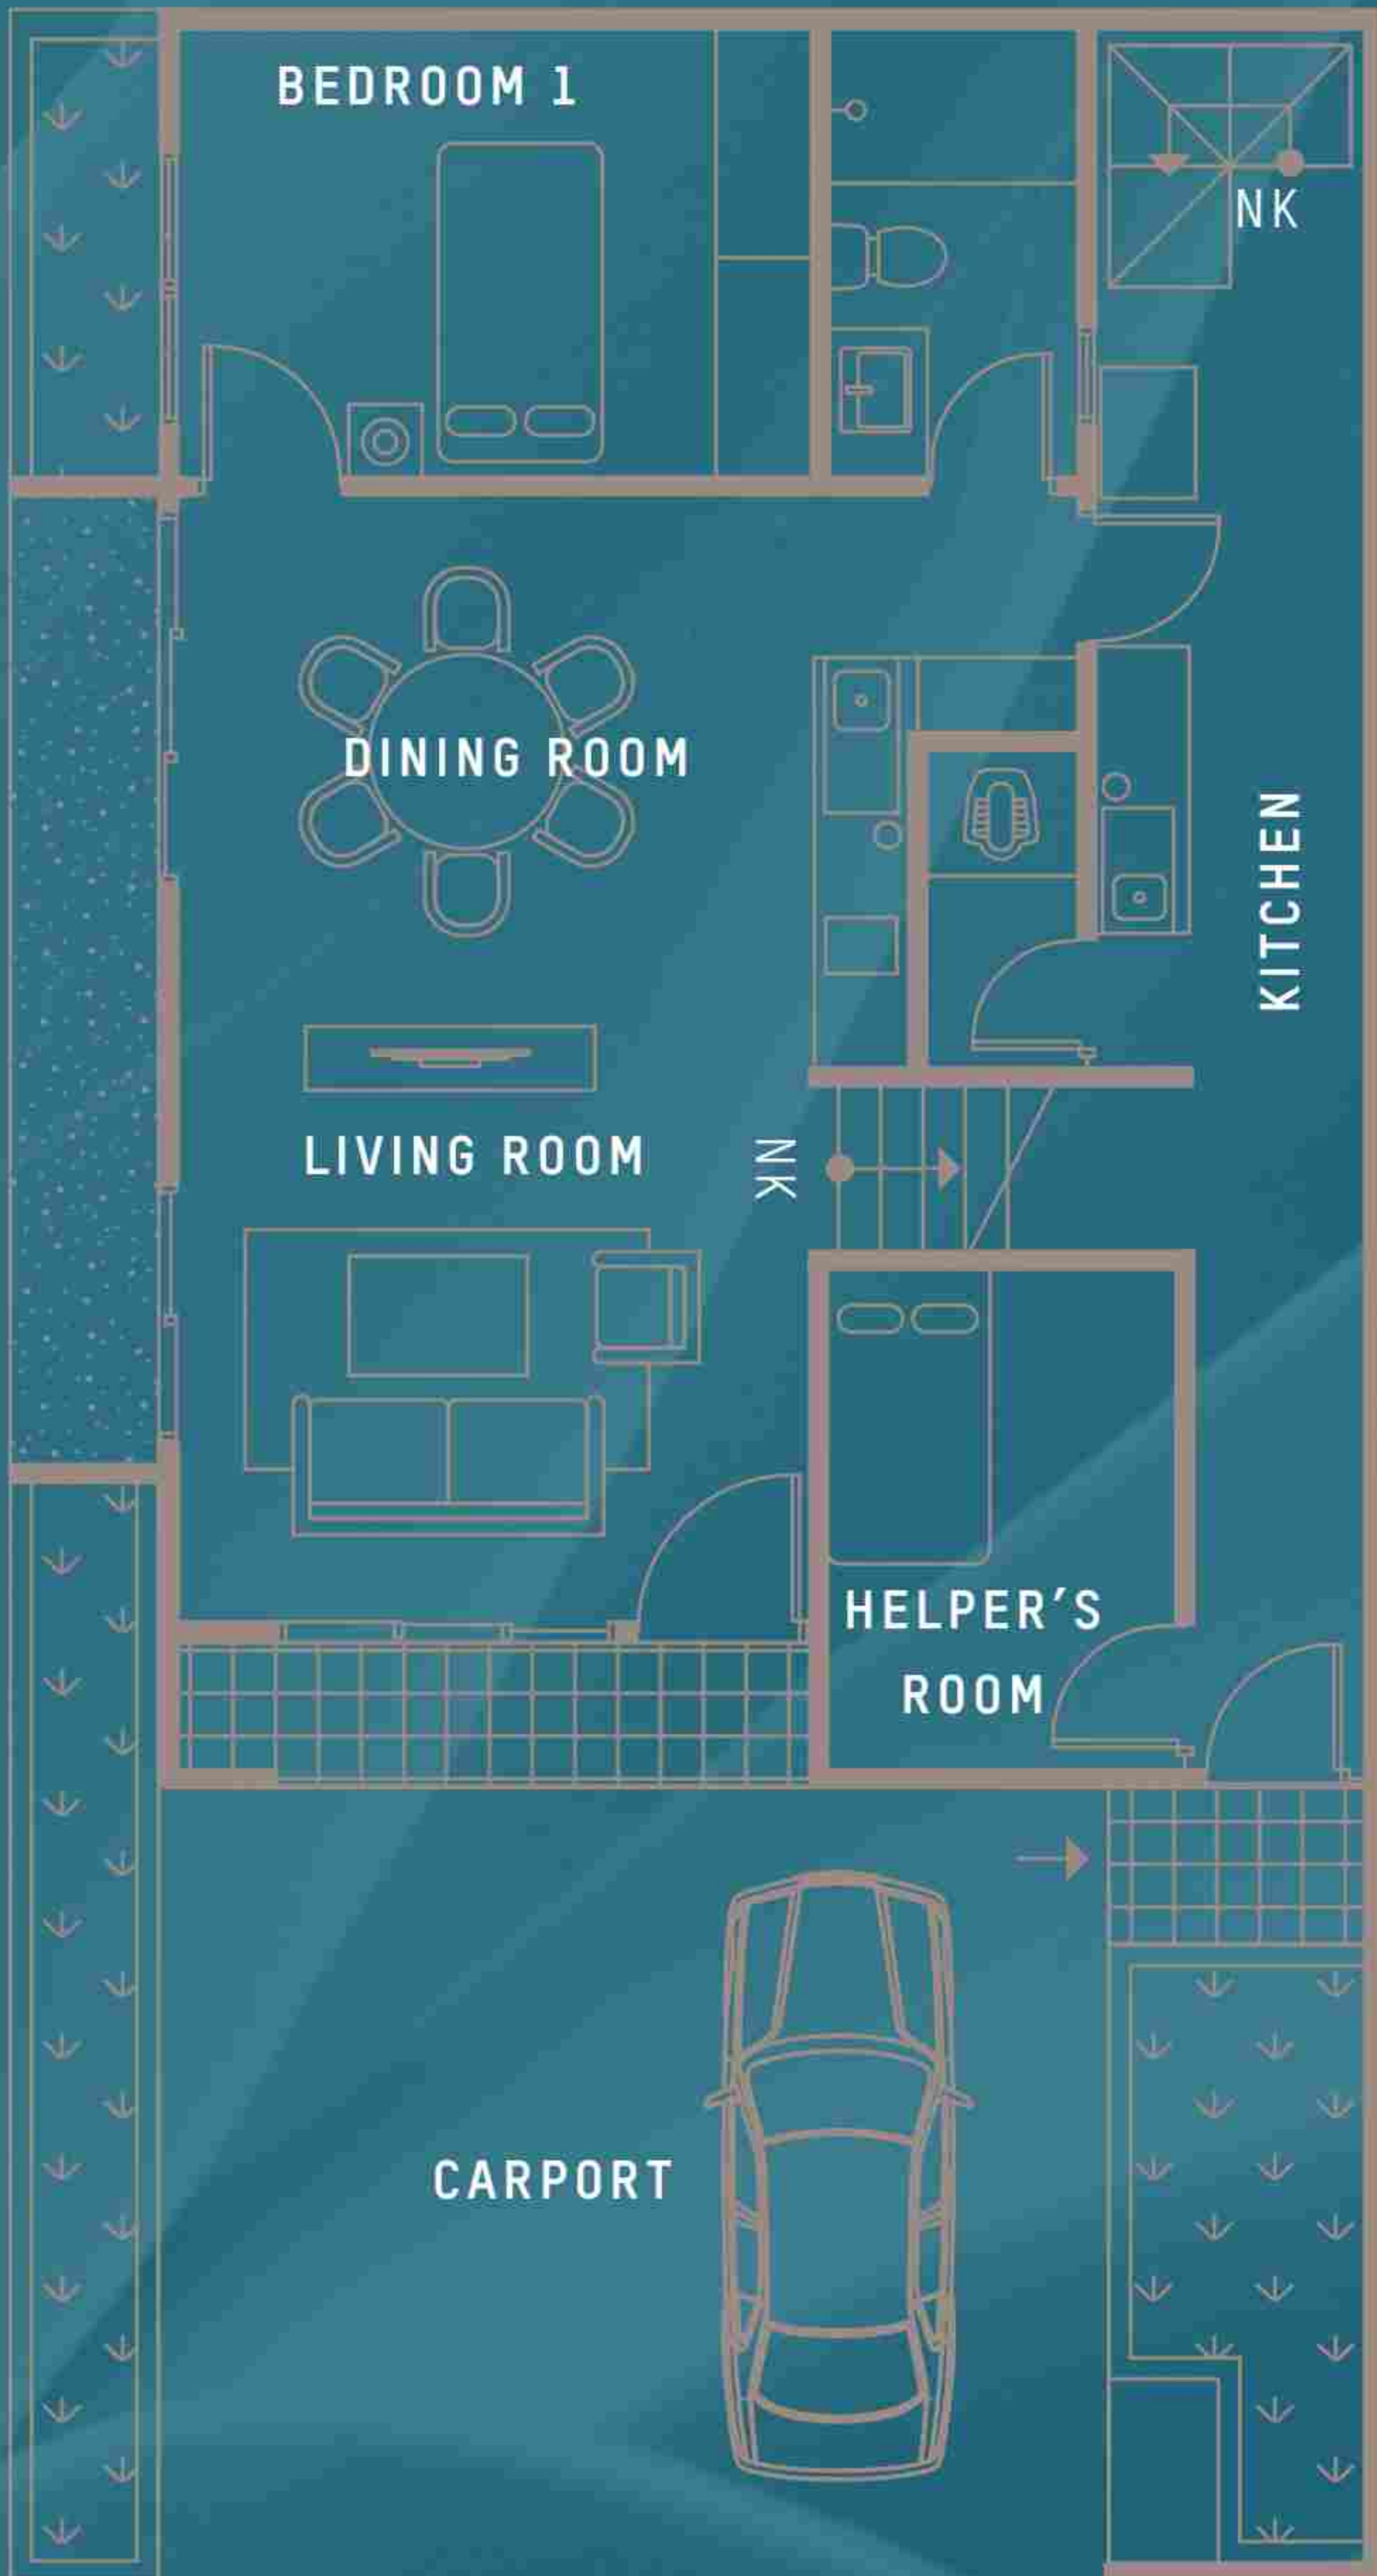 BEDROOM 1
NK
DINING ROOM
KITCHEN
LIVING ROOM
NK
HELPER'S
ROOM
CARPORT